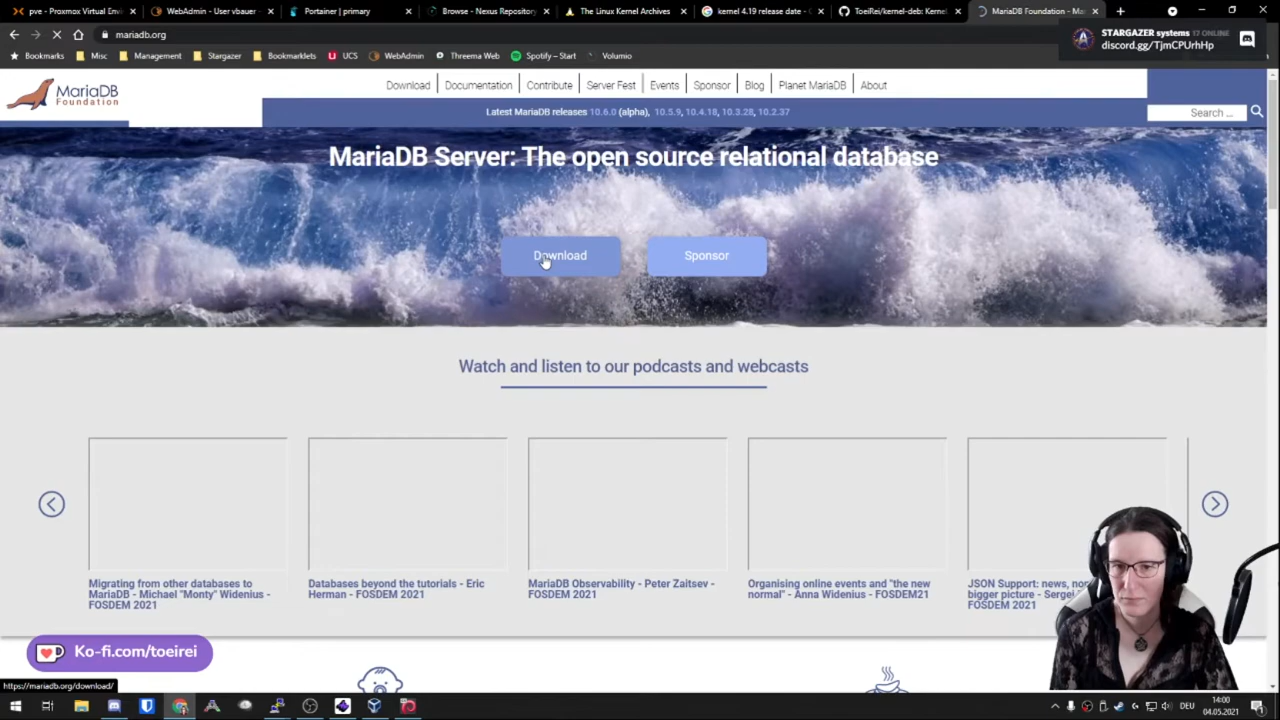 pve - Proxmox Virtual Envi
WebAdmin - User vbauer -
Portainer | primary
Browse - Nexus Repository
The Linux Kernel Archives
kernel 4.19 release date -
ToeiRei/kernel-deb: Kernel
MariaDB Foundation - Ma
mariadb.org
STARGAZER systems 17 ONLINE
discord.gg/TjmCPUrhHp
Bookmarks
Misc
Management
Stargazer
Bookmarklets
UCS
WebAdmin
Threema Web
Spotify – Start
Volumio
MariaDB
Foundation
Download
Documentation
Contribute
Server Fest
Events
Sponsor
Blog
Planet MariaDB
About
Latest MariaDB releases 10.6.0 (alpha), 10.5.9, 10.4.18, 10.3.28, 10.2.37
Search ...
MariaDB Server: The open source relational database
Download
Sponsor
Watch and listen to our podcasts and webcasts
Migrating from other databases to
MariaDB - Michael "Monty" Widenius -
FOSDEM 2021
Databases beyond the tutorials - Eric
Herman - FOSDEM 2021
MariaDB Observability - Peter Zaitsev -
FOSDEM 2021
Organising online events and "the new
normal" - Anna Widenius - FOSDEM21
JSON Support: news, no
bigger picture - Serge
FOSDEM 2021
Ko-fi.com/toeirei
https://mariadb.org/download/
DEU
14:00
04.05.2021